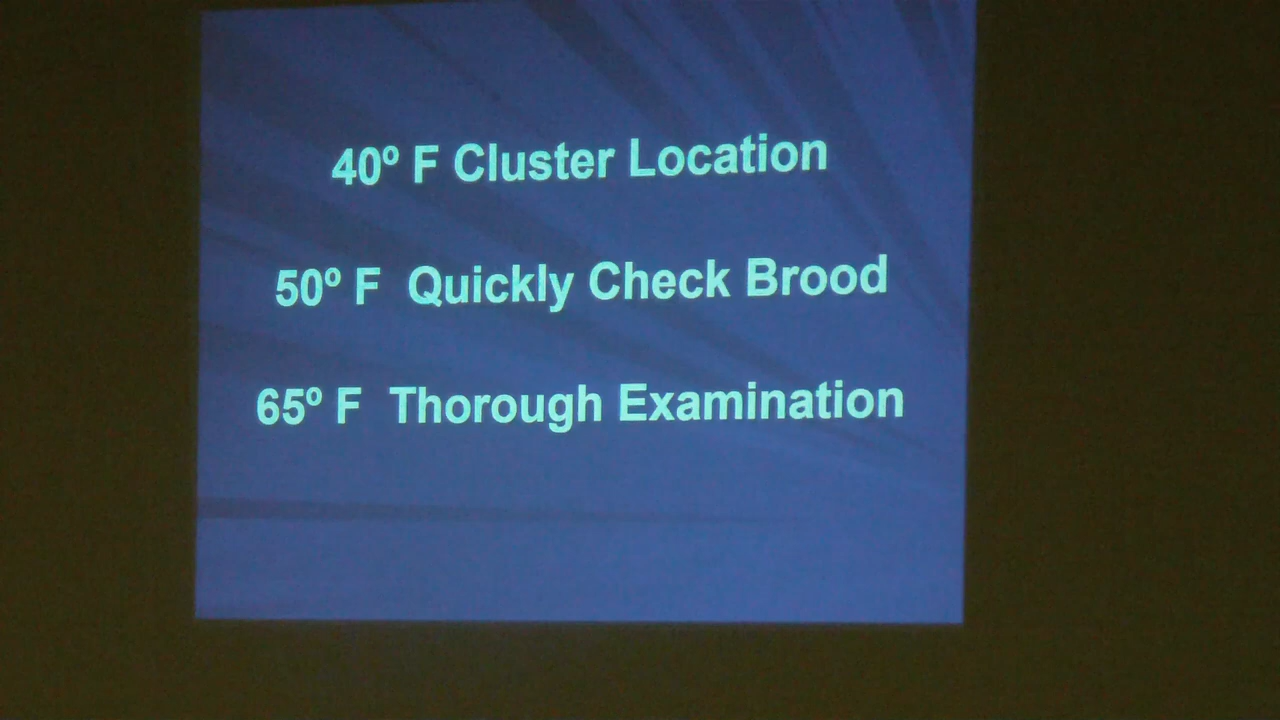 40º F Cluster Location
50º F Quickly Check Brood
65º F Thorough Examination